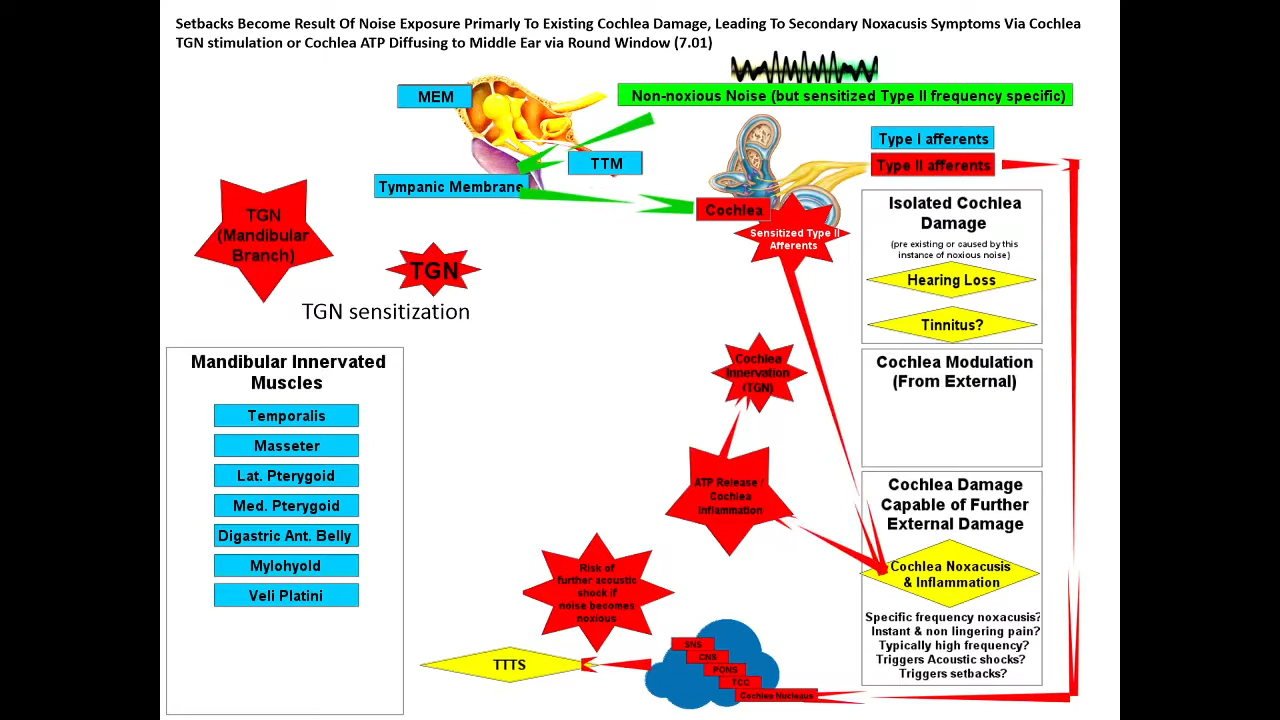 Setbacks Become Result Of Noise Exposure Primarly To Existing Cochlea Damage, Leading To Secondary Noxacusis Symptoms Via Cochlea
TGN stimulation or Cochlea ATP Diffusing to Middle Ear via Round Window (7.01)
MEM
Non-noxious Noise (but sensitized Type II frequency specific)
TTM
Type I afferents
Type II afferents
Tympanic Membrane
Cochlea
Sensitized Type II
Afferents
TGN
(Mandibular
Branch)
TGN
TGN sensitization
Isolated Cochlea
Damage
(pre existing or caused by this
instance of noxious noise)
Hearing Loss
Tinnitus?
Mandibular Innervated
Muscles
Temporalis
Masseter
Lat. Pterygoid
Med. Pterygoid
Digastric Ant. Belly
Mylohyold
Veli Platini
Cochlea
Innervation
(TGN)
Cochlea Modulation
(From External)
ATP Release /
Cochlea
Inflammation
Cochlea Damage
Capable of Further
External Damage
Cochlea Noxacusis
& Inflammation
Specific frequency noxacusis?
Instant & non lingering pain?
Typically high frequency?
Triggers Acoustic shocks?
Triggers setbacks?
Risk of
further acoustic
shock if
noise becomes
noxious
TTTS
SNS
CNS
PONS
TCC
Cochlea Nucleaus